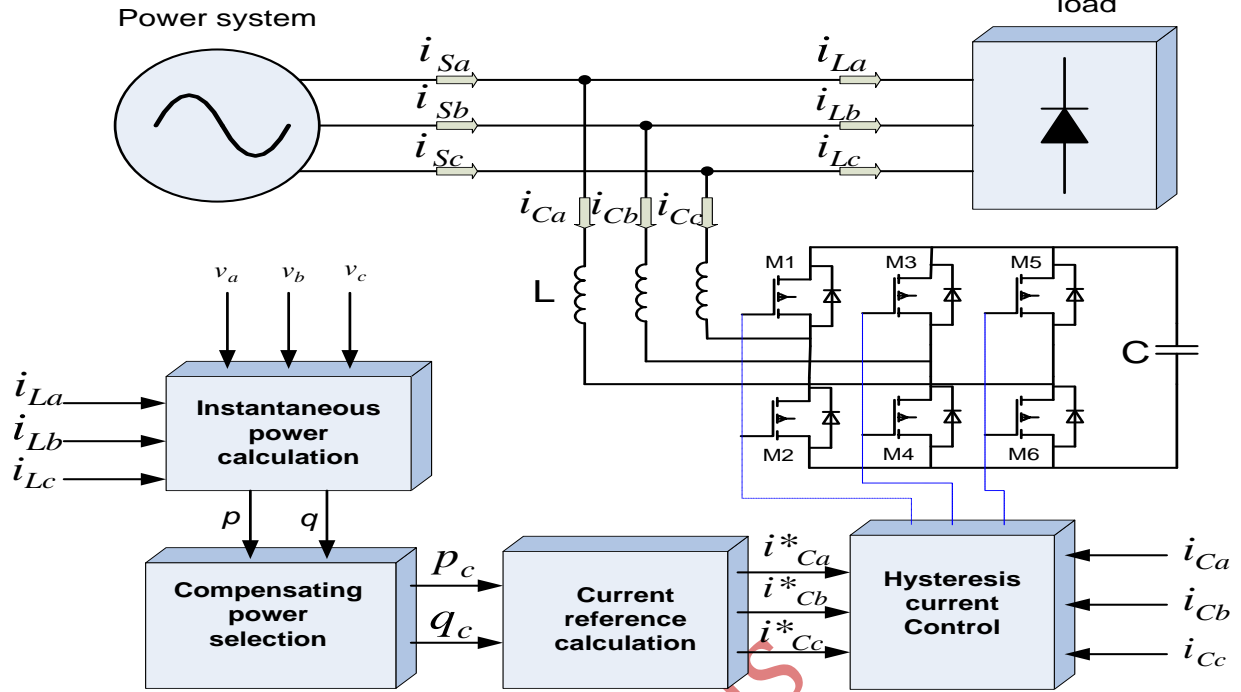 Power system
load
i Sa
i La
i Sb
i Lb
i Sc
i Lc
i Ca
i Cb
i Cc
M1
M3
M5
L
C
M2
M4
M6
v a
v b
v c
i La
i Lb
i Lc
Instantaneous
power
calculation
p
q
Compensating
power
selection
p c
q c
Current
reference
calculation
i* Ca
i* Cb
i* Cc
Hysteresis
current
Control
i Ca
i Cb
i Cc
S